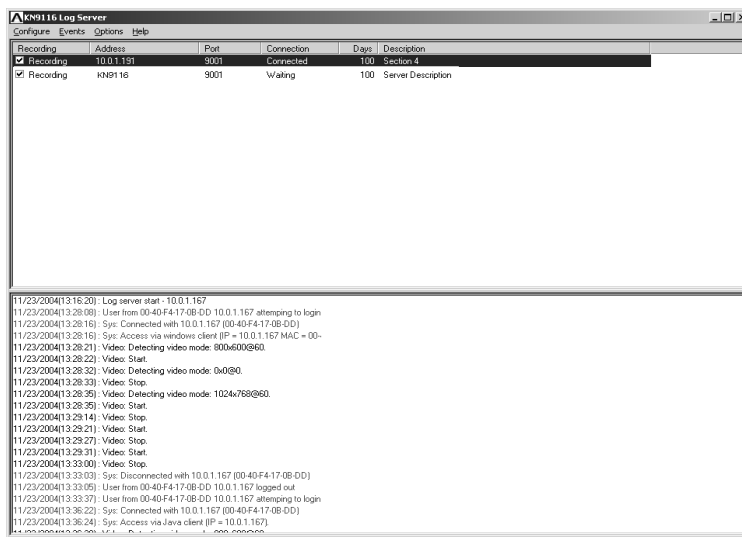 KN9116 Log Server
Configure Events Options Help
Recording Address Port Connection Days Description
Recording 10.0.1.191 9001 Connected 100 Section 4
Recording KN9116 9001 Waiting 100 Server Description
11/23/2004(13:16:20) : Log server start - 10.0.1.167
11/23/2004(13:28:08) : User from 00-40-F4-17-0B-DD 10.0.1.167 attemping to login
11/23/2004(13:28:16) : Sys: Connected with 10.0.1.167 (00-40-F4-17-0B-DD)
11/23/2004(13:28:16) : Sys: Access via windows client (IP = 10.0.1.167 MAC = 00~
11/23/2004(13:28:21) : Video: Detecting video mode: 800x600@60.
11/23/2004(13:28:22) : Video: Start.
11/23/2004(13:28:32) : Video: Detecting video mode: 0x0@0.
11/23/2004(13:28:33) : Video: Stop.
11/23/2004(13:28:35) : Video: Detecting video mode: 1024x768@60.
11/23/2004(13:28:35) : Video: Start.
11/23/2004(13:29:14) : Video: Stop.
11/23/2004(13:29:21) : Video: Start.
11/23/2004(13:29:27) : Video: Stop.
11/23/2004(13:29:31) : Video: Start.
11/23/2004(13:33:00) : Video: Stop.
11/23/2004(13:33:03) : Sys: Disconnected with 10.0.1.167 (00-40-F4-17-0B-DD)
11/23/2004(13:33:05) : User from 00-40-F4-17-0B-DD 10.0.1.167 logged out
11/23/2004(13:33:37) : User from 00-40-F4-17-0B-DD 10.0.1.167 attemping to login
11/23/2004(13:36:22) : Sys: Connected with 10.0.1.167 (00-40-F4-17-0B-DD)
11/23/2004(13:36:24) : Sys: Access via Java client (IP = 10.0.1.167).